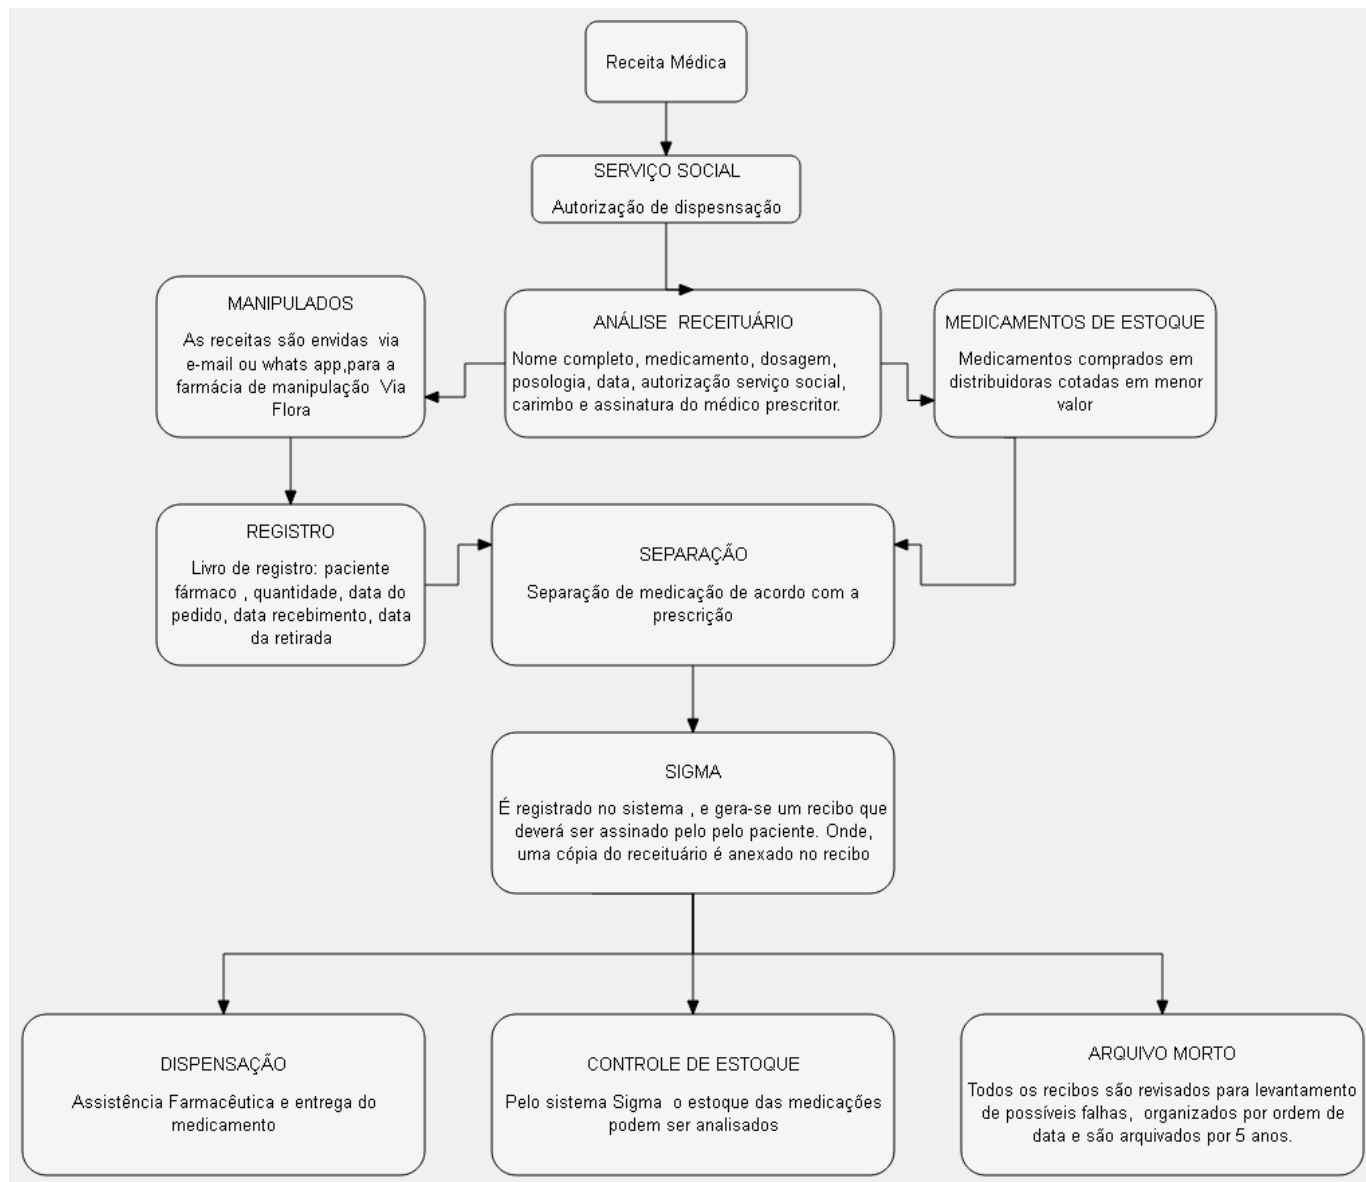 Receita Médica
SERVIÇO SOCIAL
Autorização de dispesnsação
MANIPULADOS
As receitas são envidas via
e-mail ou whats app,para a
farmácia de manipulação Via
Flora
ANÁLISE RECEITUÁRIO
Nome completo, medicamento, dosagem,
posologia, data, autorização serviço social,
carimbo e assinatura do médico prescritor.
MEDICAMENTOS DE ESTOQUE
Medicamentos comprados em
distribuidoras cotadas em menor
valor
REGISTRO
Livro de registro: paciente
fármaco , quantidade, data do
pedido, data recebimento, data
da retirada
SEPARAÇÃO
Separação de medicação de acordo com a
prescrição
SIGMA
É registrado no sistema , e gera-se um recibo que
deverá ser assinado pelo pelo paciente. Onde,
uma cópia do receituário é anexado no recibo
DISPENSAÇÃO
Assistência Farmacêutica e entrega do
medicamento
CONTROLE DE ESTOQUE
Pelo sistema Sigma o estoque das medicações
podem ser analisados
ARQUIVO MORTO
Todos os recibos são revisados para levantamento
de possíveis falhas, organizados por ordem de
data e são arquivados por 5 anos.